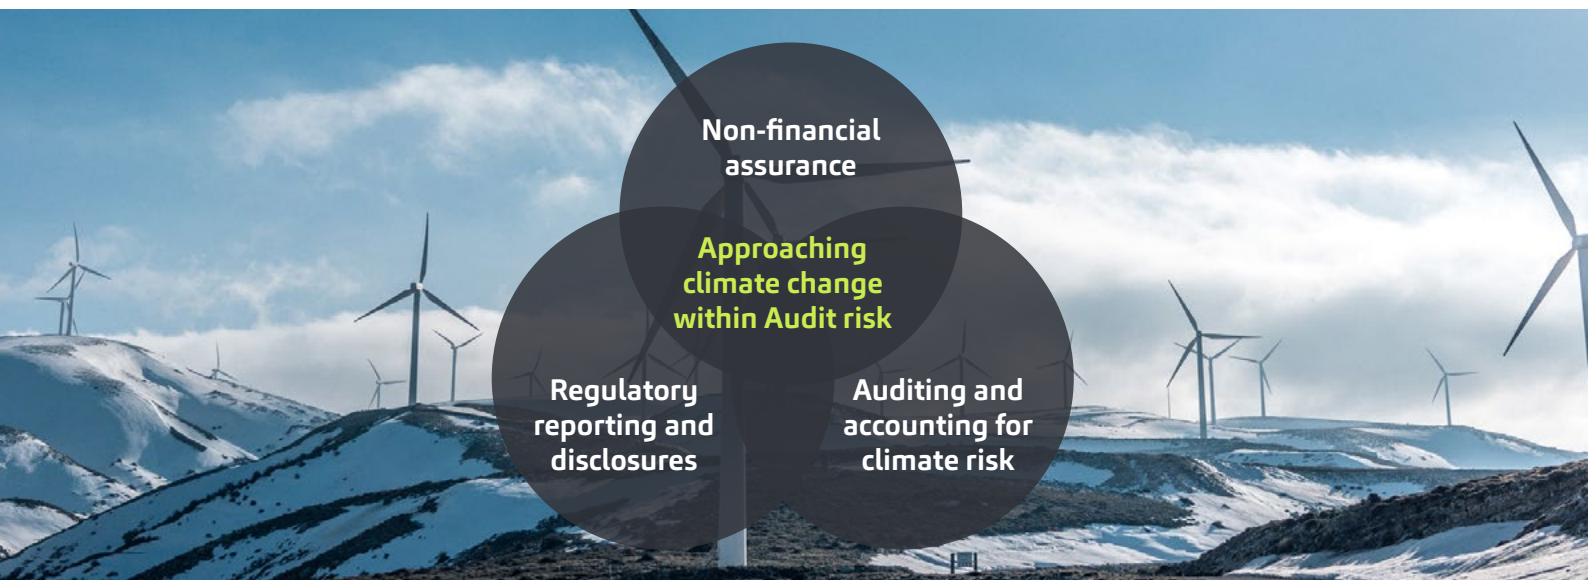 Non-financial
assurance
Approaching
climate change
within Audit risk
Regulatory
reporting and
disclosures
Auditing and
accounting for
climate risk